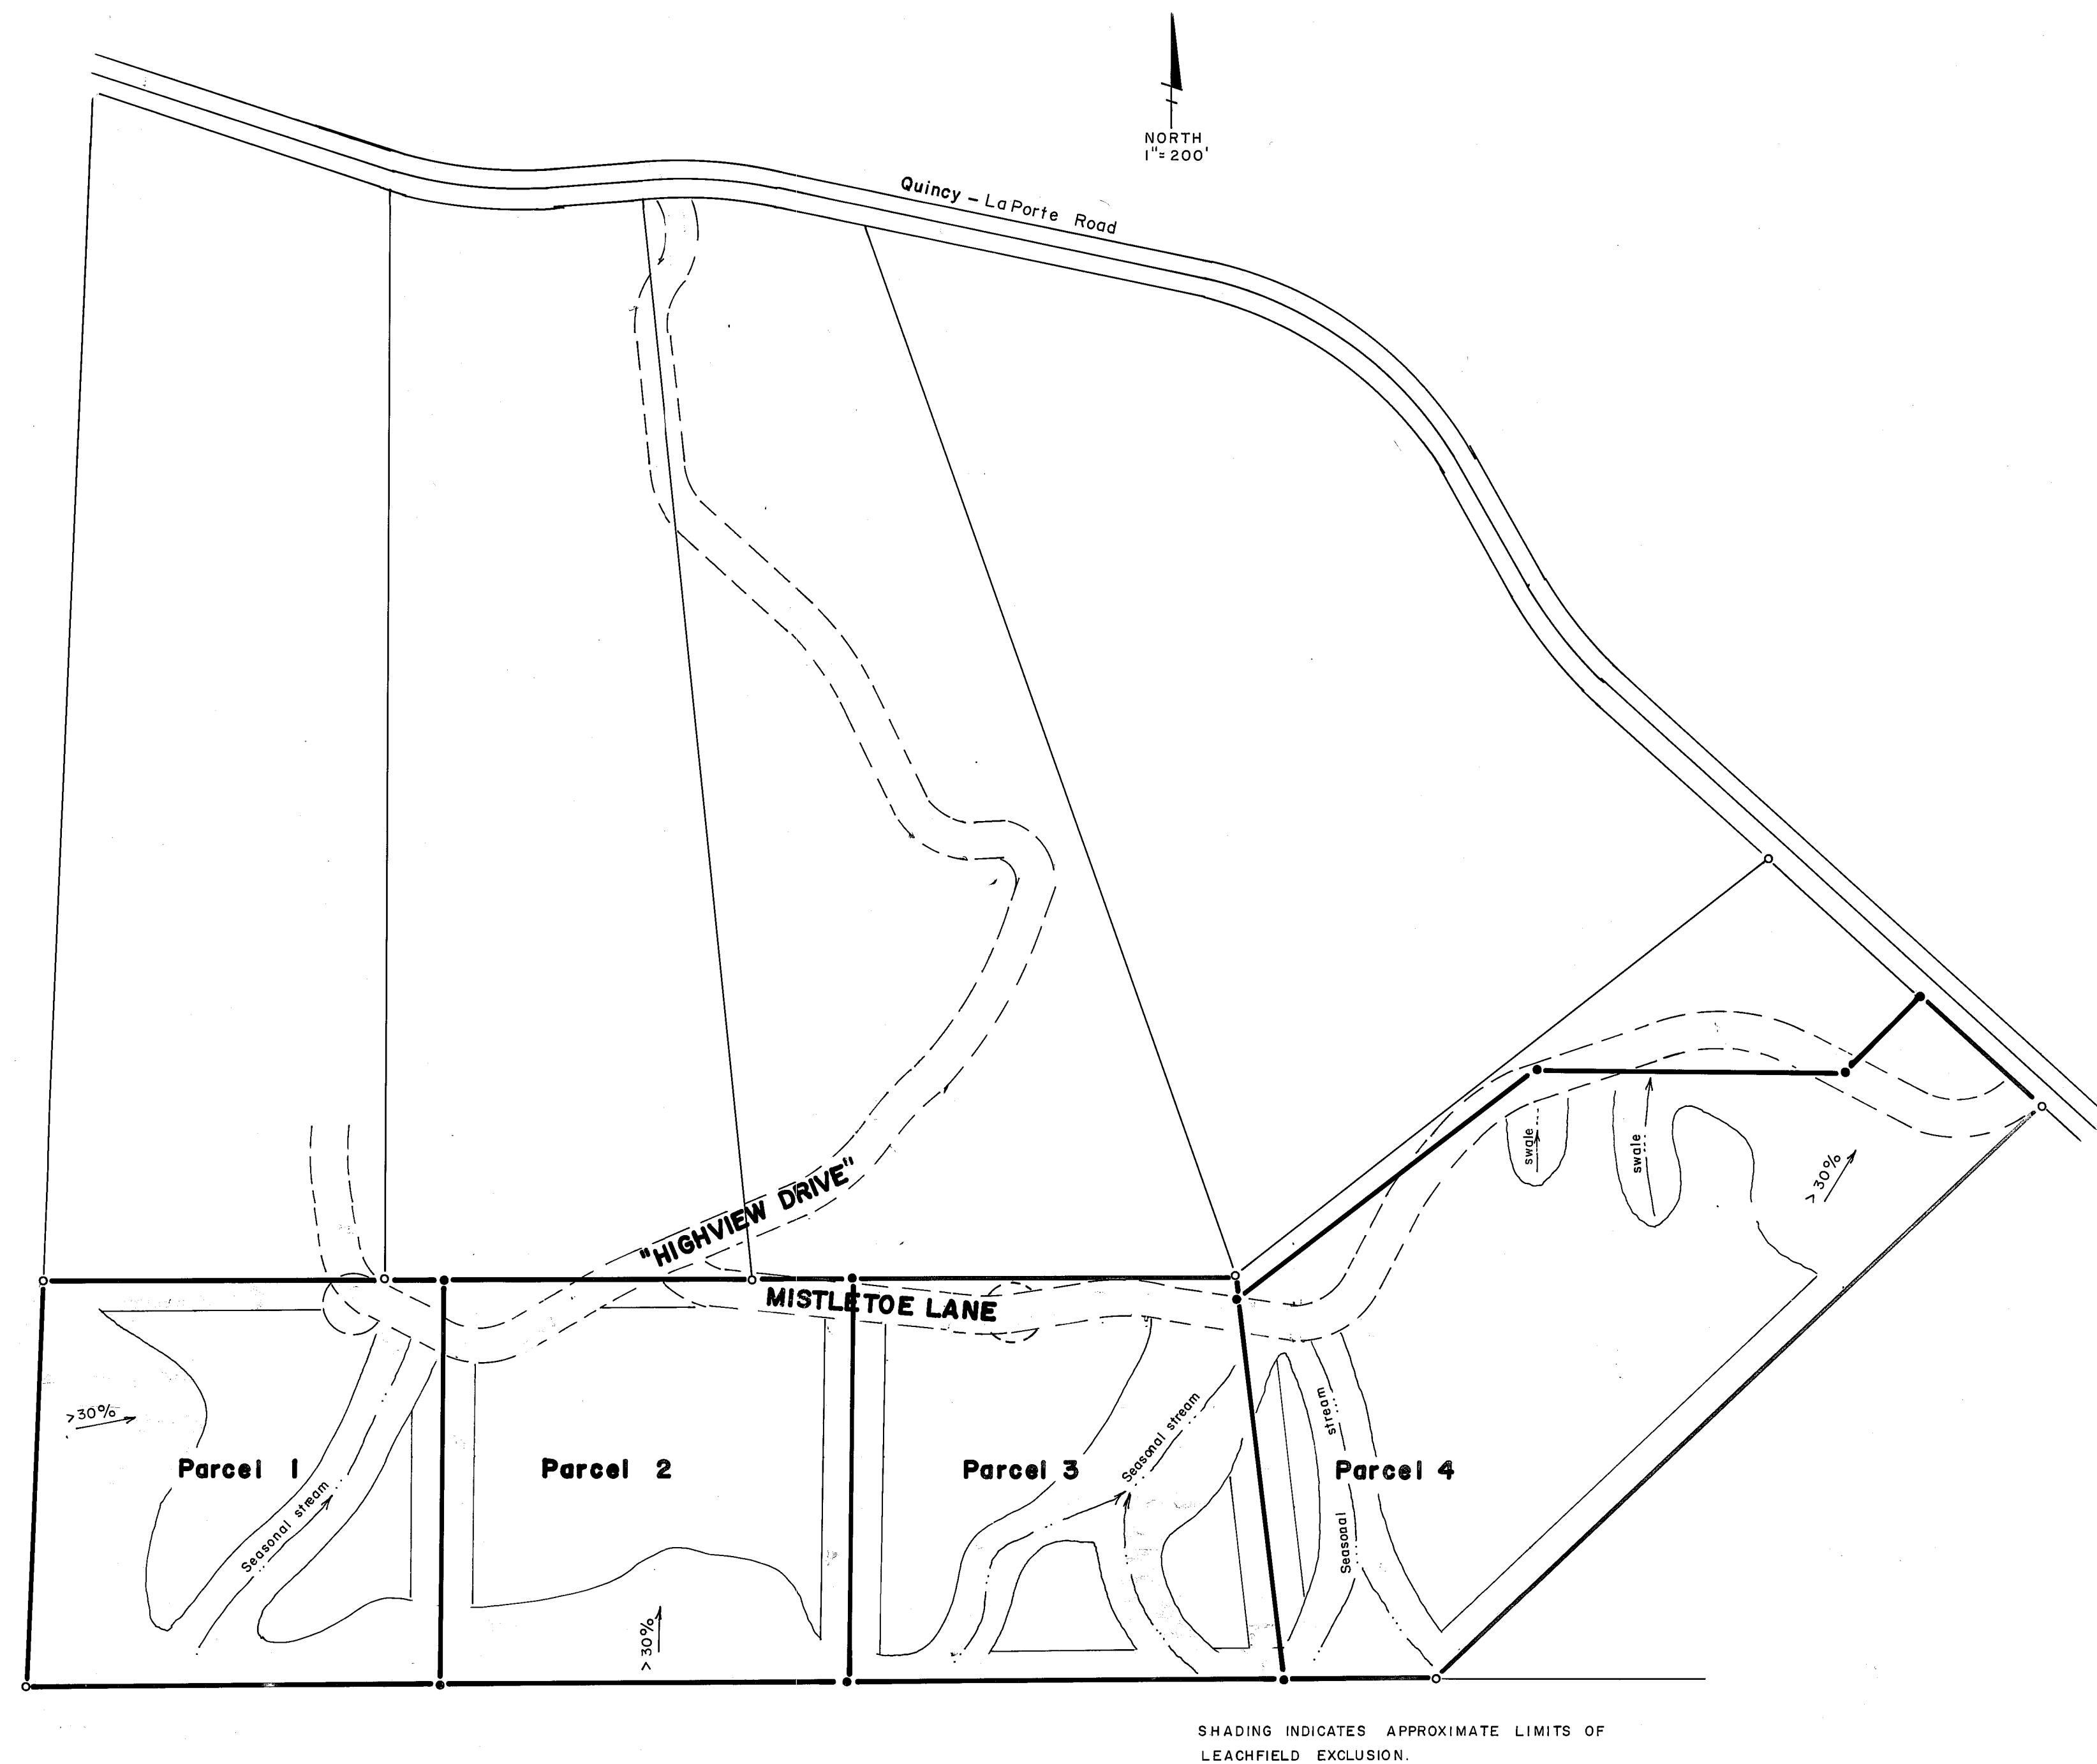 NORTH
1"=200'
Quincy – LaPorte Road
"HIGHVIEW DRIVE"
MISTLETOE LANE
swale
swale
>30%
>30%
Parcel 1
Seasonal stream
Parcel 2
>30%
Parcel 3
Seasonal stream
Parcel 4
Seasonal stream
SHADING INDICATES APPROXIMATE LIMITS OF
LEACHFIELD EXCLUSION.